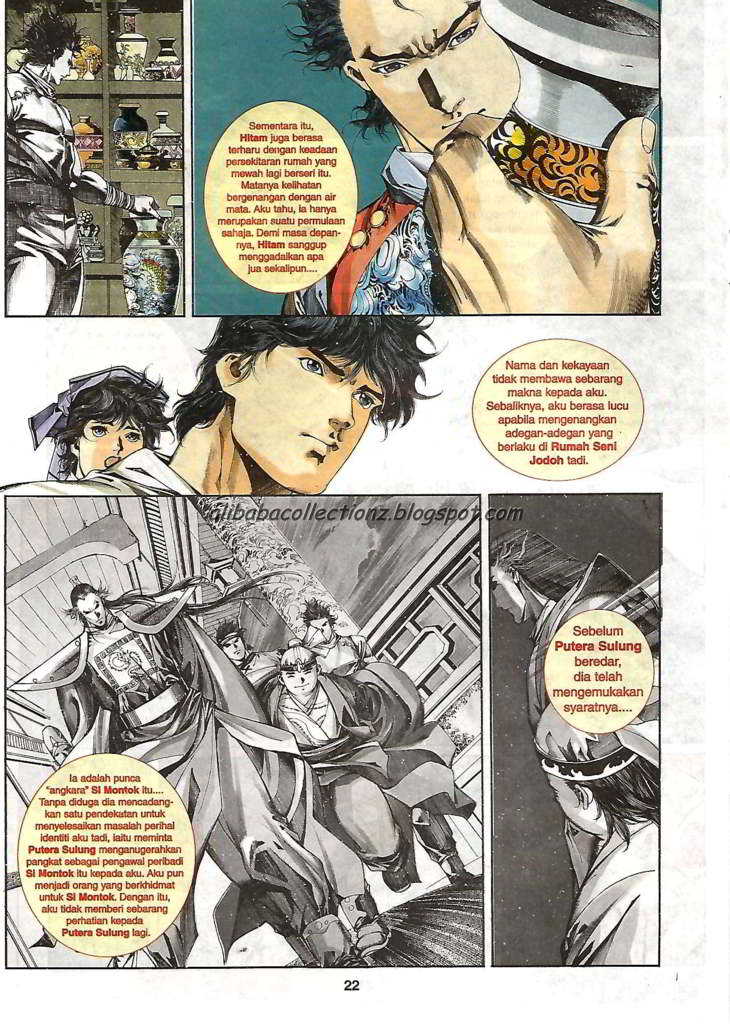 Sementara itu,
Hitam juga berasa
terharu dengan keadaan
persekitaran rumah yang
mewah lagi berseri itu.
Matanya kelihatan
bergenangan dengan air
mata. Aku tahu, ia hanya
merupakan suatu permulaan
sahaja. Demi masa depan-
nya, Hitam sanggup
menggadaikan apa
jua sekalipun....
Nama dan kekayaan
tidak membawa sebarang
makna kepada aku.
Sebaliknya, aku berasa lucu
apabila mengenangkan
adegan-adegan yang
berlaku di Rumah Seni
Jodoh tadi.
alibabacollectionz.blogspot.com
Sebelum
Putera Sulung
beredar,
dia telah
mengemukakan
syaratnya....
Ia adalah punca
"angkara" Si Montok itu....
Tanpa diduga dia mencadang-
kan satu pendekatan untuk
menyelesaikan masalah perihal
identiti aku tadi, iaitu meminta
Putera Sulung menganugerahkan
pangkat sebagai pengawal peribadi
Si Montok itu kepada aku. Aku pun
menjadi orang yang berkhidmat
untuk Si Montok. Dengan itu,
aku tidak memberi sebarang
perhatian kepada
Putera Sulung lagi.
22